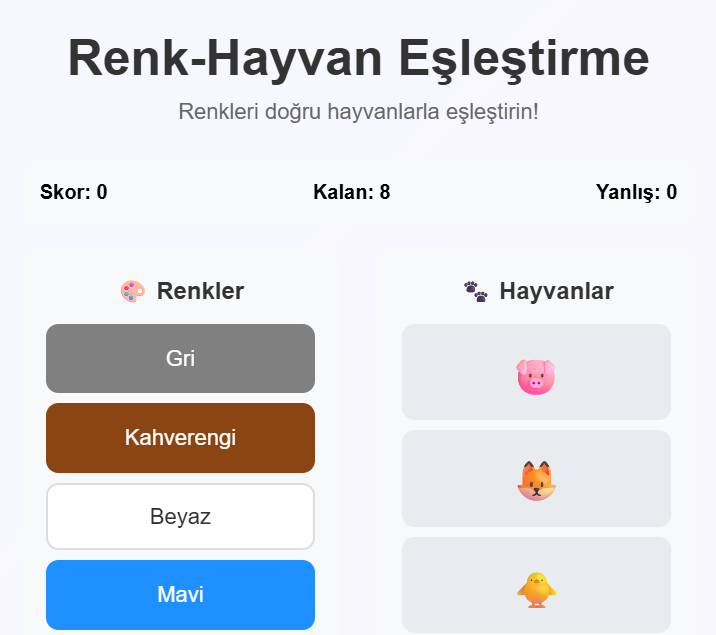 Renk-Hayvan Eşleştirme
Renkleri doğru hayvanlarla eşleştirin!
Skor: 0
Kalan: 8
Yanlış: 0
Renkler
Gri
Kahverengi
Beyaz
Mavi
Hayvanlar